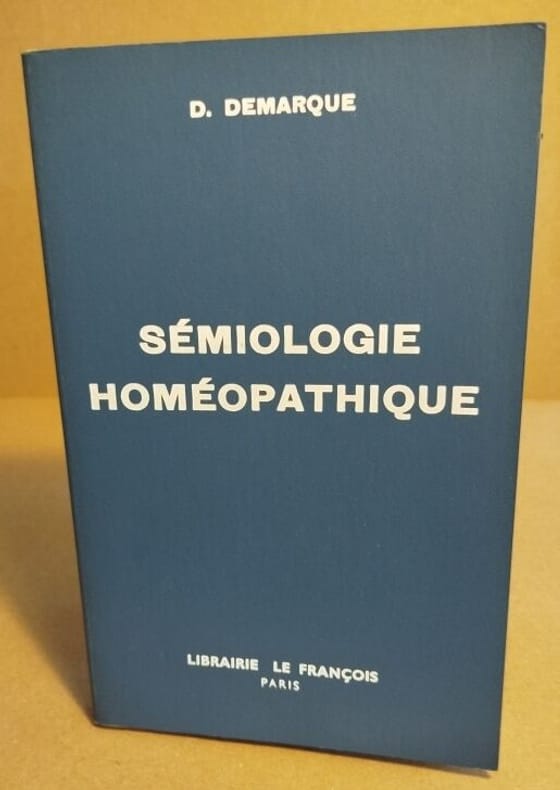 D. DEMARQUE
SÉMIOLOGIE
HOMÉOPATHIQUE
LIBRAIRIE LE FRANÇOIS
PARIS